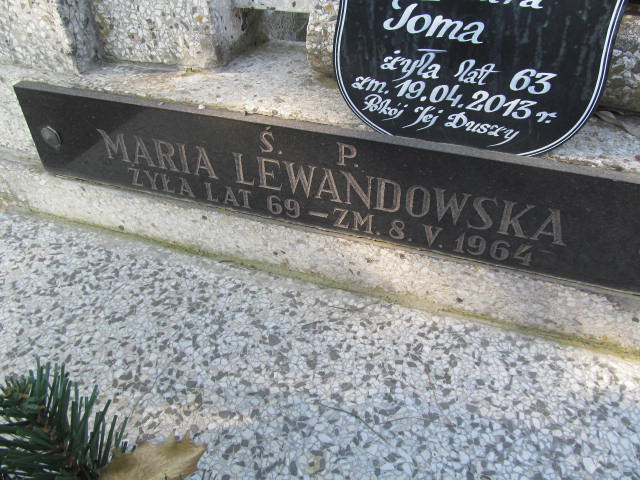 Joma
żyła lat 63
zm. 19.04.2013 r.
Pokój Jej Duszy
Ś. P.
MARIA LEWANDOWSKA
ŻYŁA LAT 69 – ZM. 8. V. 1964